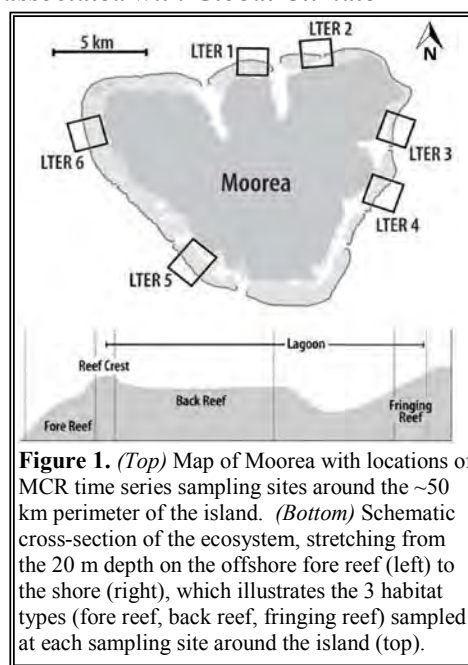 associated with Global Climate
5 km
LTER 1
LTER 2
N
LTER 6
LTER 3
Moorea
LTER 4
LTER 5
Lagoon
Reef Crest
Back Reef
Fringing
Reef
Fore Reef
Figure 1. (Top) Map of Moorea with locations of
MCR time series sampling sites around the ~50
km perimeter of the island. (Bottom) Schematic
cross-section of the ecosystem, stretching from
the 20 m depth on the offshore fore reef (left) to
the shore (right), which illustrates the 3 habitat
types (fore reef, back reef, fringing reef) sampled
at each sampling site around the island (top).